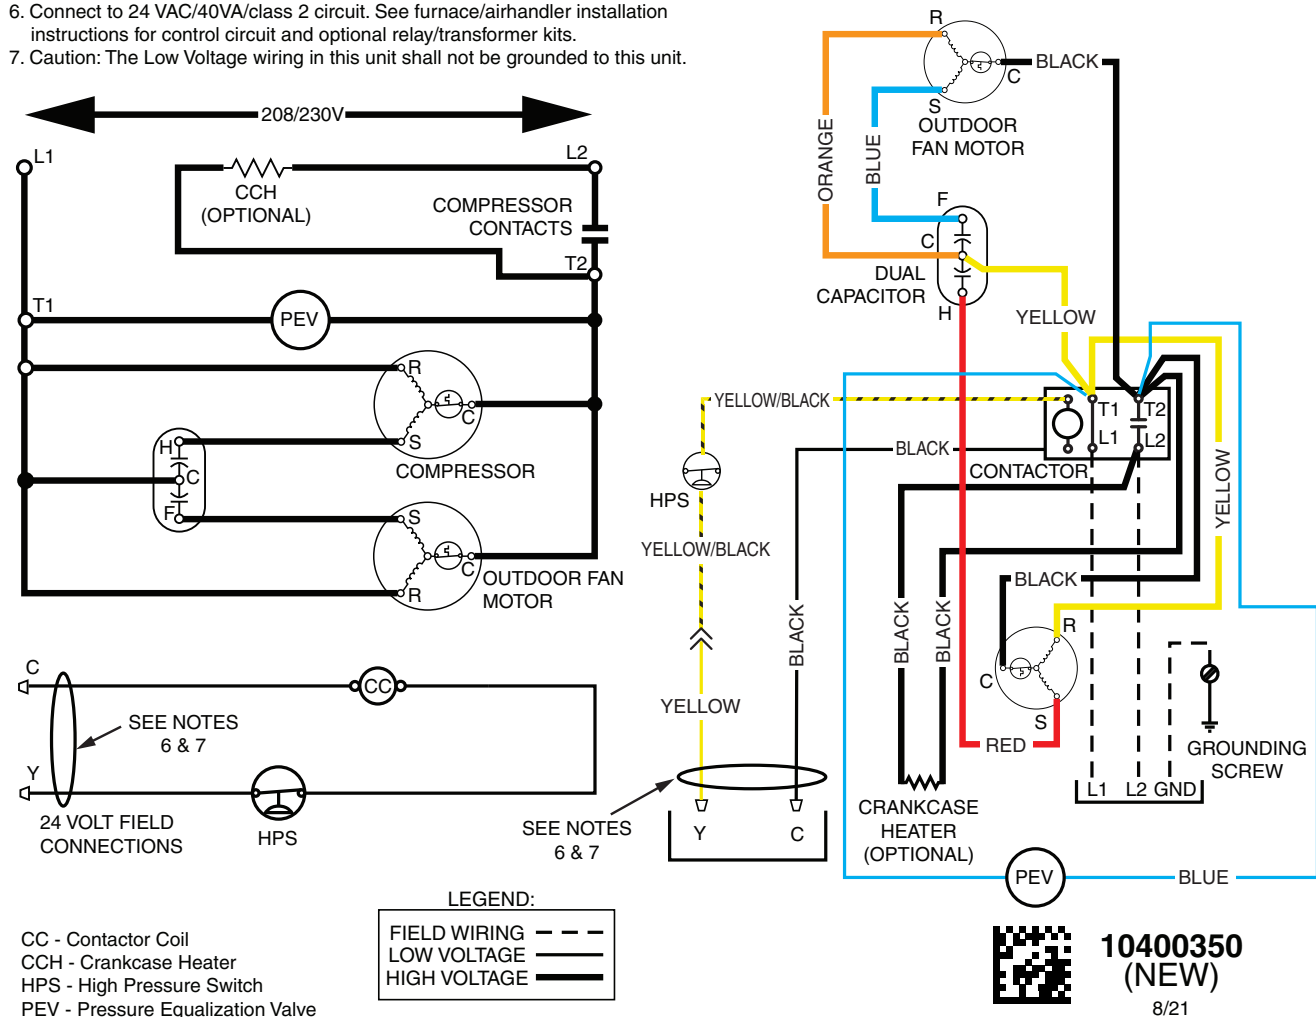 6. Connect to 24 VAC/40VA/class 2 circuit. See furnace/airhandler installation
instructions for control circuit and optional relay/transformer kits.
7. Caution: The Low Voltage wiring in this unit shall not be grounded to this unit.
208/230V
L1
L2
CCH
(OPTIONAL)
COMPRESSOR
CONTACTS
T2
T1
PEV
R
C
S
COMPRESSOR
H
C
F
S
C
R
OUTDOOR FAN
MOTOR
C
CC
SEE NOTES
6 & 7
Y
24 VOLT FIELD
CONNECTIONS
HPS
R
C
BLACK
S
OUTDOOR
FAN MOTOR
ORANGE
BLUE
F
C
DUAL
CAPACITOR
H
YELLOW
YELLOW/BLACK
T1
T2
L1
L2
BLACK
CONTACTOR
HPS
YELLOW
YELLOW/BLACK
BLACK
BLACK
BLACK
BLACK
R
C
S
YELLOW
RED
GROUNDING
SCREW
L1
L2
GND
SEE NOTES
6 & 7
Y
C
CRANKCASE
HEATER
(OPTIONAL)
PEV
BLUE
LEGEND:
FIELD WIRING
LOW VOLTAGE
HIGH VOLTAGE
CC - Contactor Coil
CCH - Crankcase Heater
HPS - High Pressure Switch
PEV - Pressure Equalization Valve
10400350
(NEW)
8/21